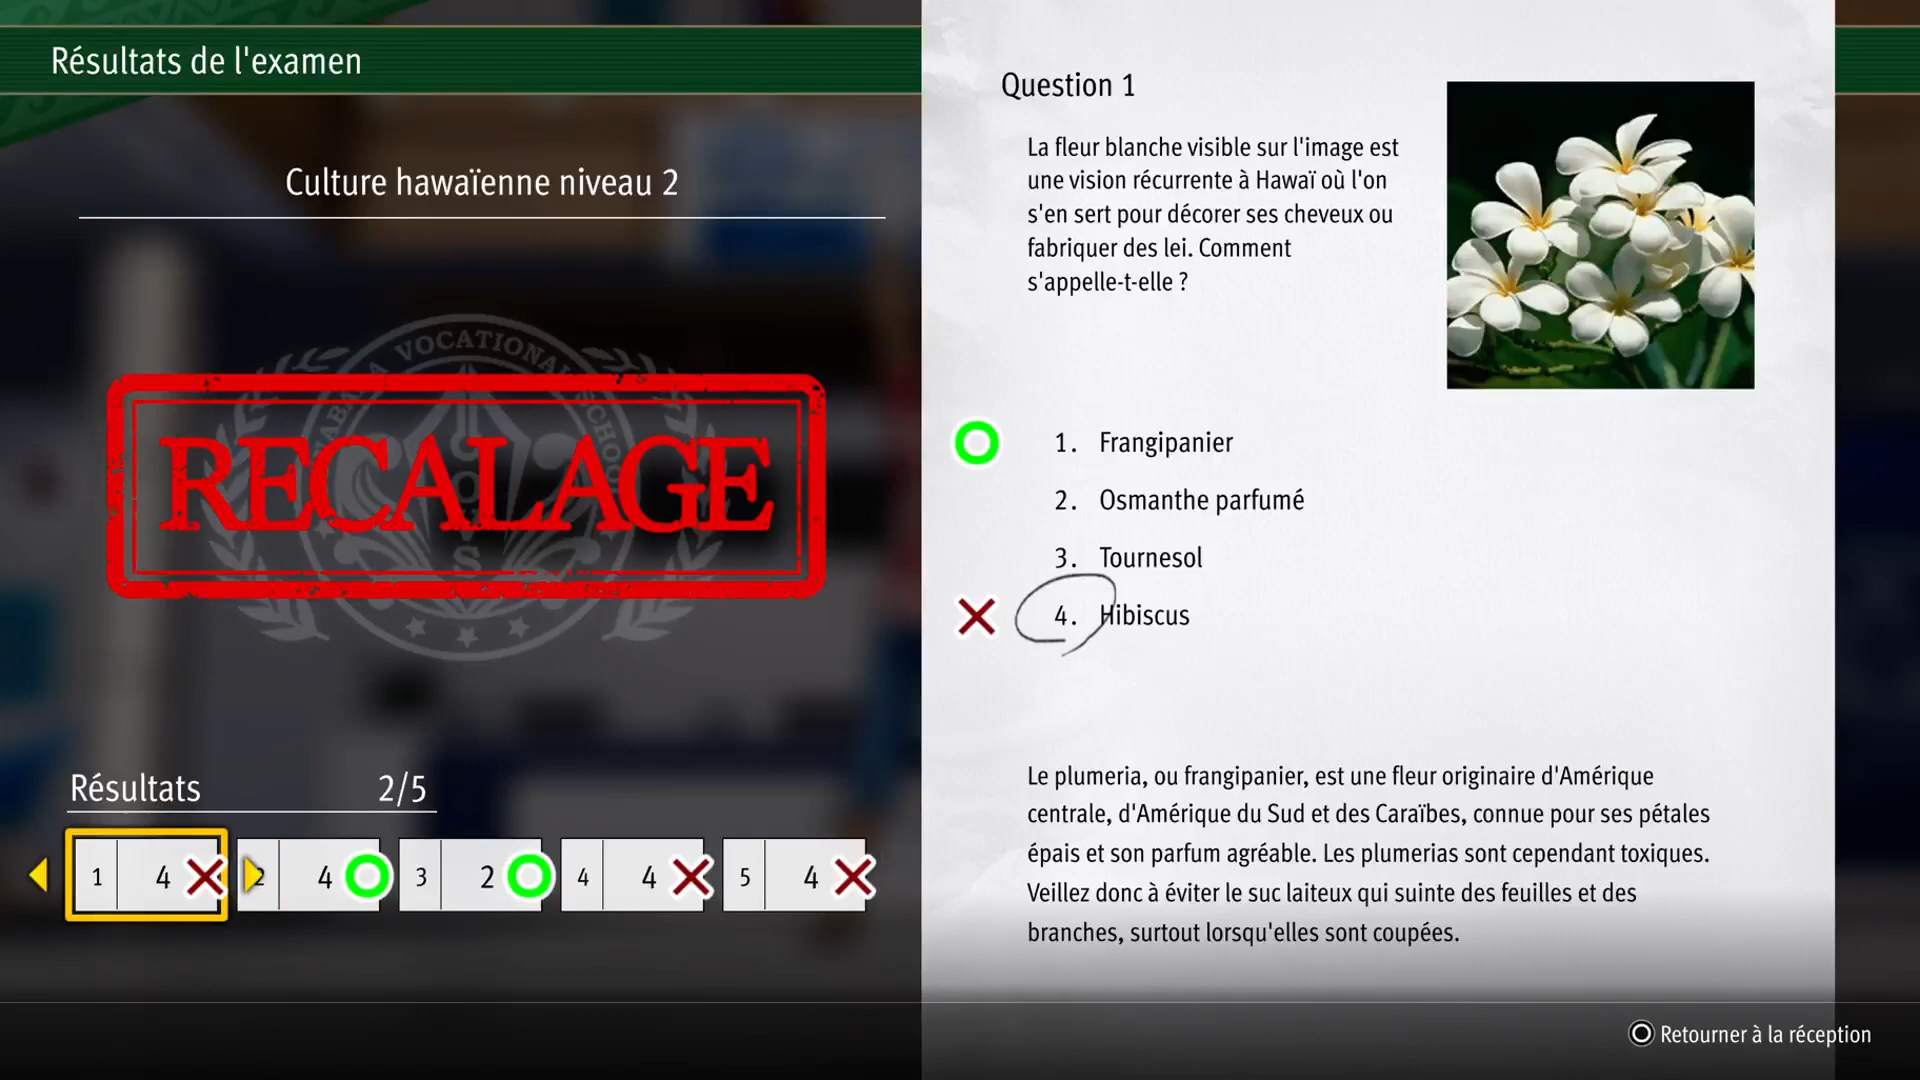 Résultats de l'examen
Culture hawaïenne niveau 2
VOCATIONAL SCHOOL
RECALAGE
Résultats 2/5
1 4 2 4 3 2 4 4 5 4
Question 1
La fleur blanche visible sur l'image est
une vision récurrente à Hawaï où l'on
s'en sert pour décorer ses cheveux ou
fabriquer des lei. Comment
s'appelle-t-elle ?
1. Frangipanier
2. Osmanthe parfumé
3. Tournesol
4. Hibiscus
Le plumeria, ou frangipanier, est une fleur originaire d'Amérique
centrale, d'Amérique du Sud et des Caraïbes, connue pour ses pétales
épais et son parfum agréable. Les plumerias sont cependant toxiques.
Veillez donc à éviter le suc laiteux qui suinte des feuilles et des
branches, surtout lorsqu'elles sont coupées.
Retourner à la réception